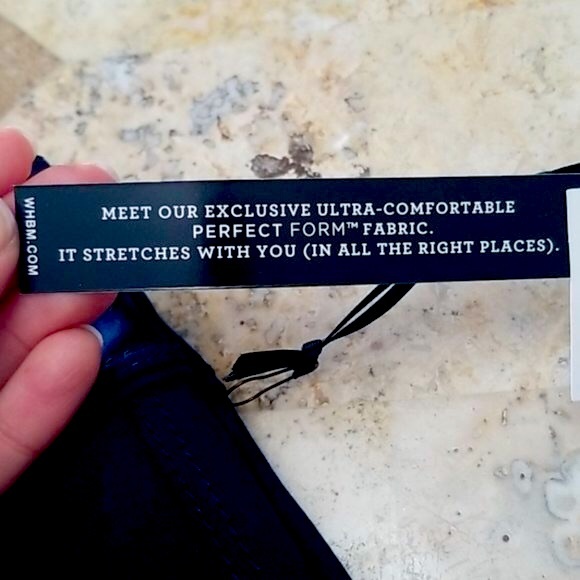 MEET OUR EXCLUSIVE ULTRA-COMFORTABLE
PERFECT FORM™ FABRIC.
IT STRETCHES WITH YOU (IN ALL THE RIGHT PLACES).
WHBM.COM